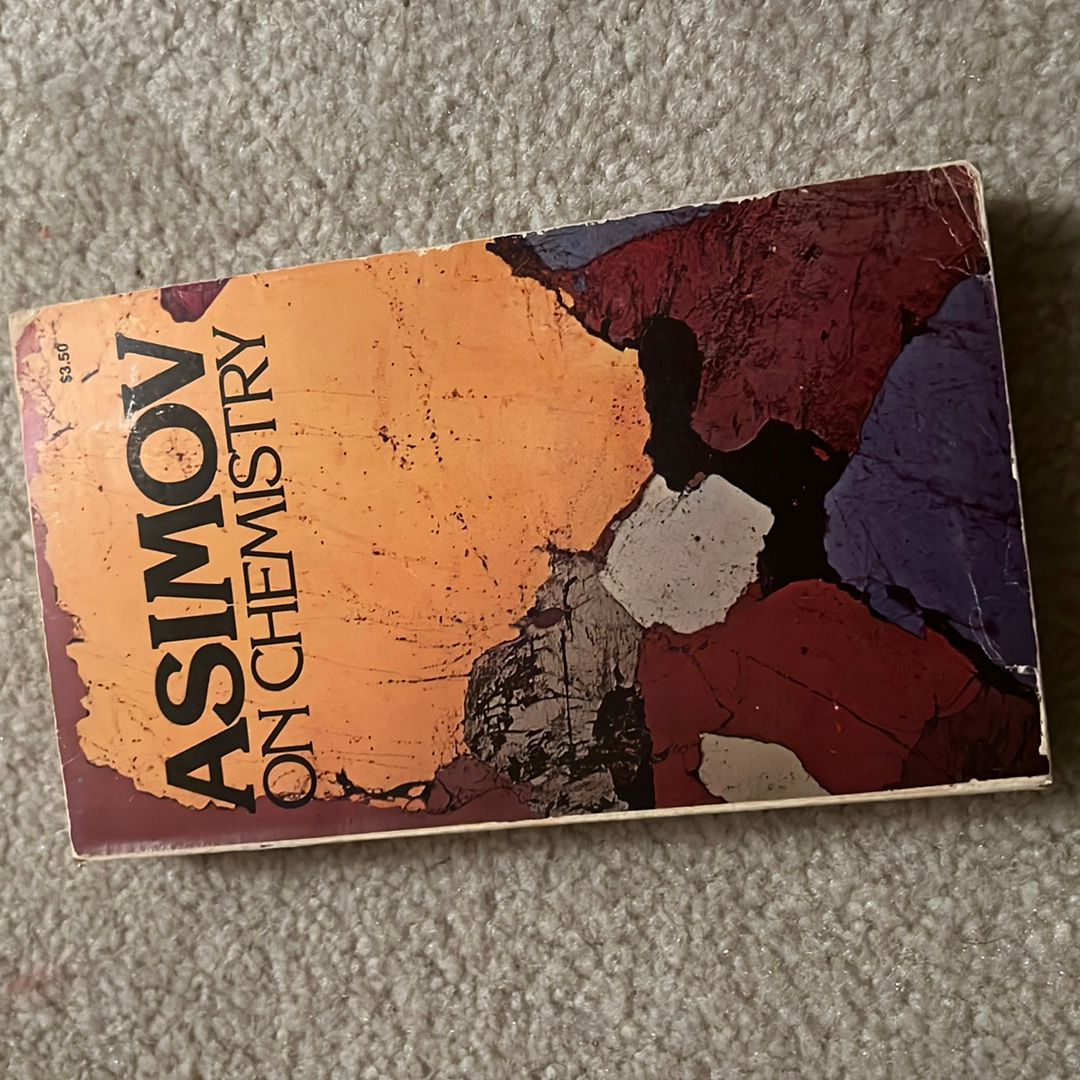 $3.50
ASIMOV
ON CHEMISTRY